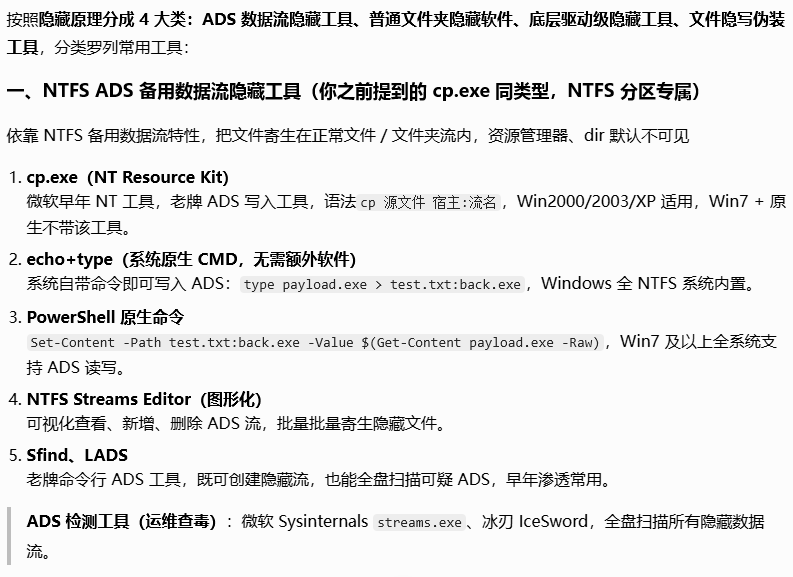 按照隐藏原理分成 4 大类：ADS 数据流隐藏工具、普通文件夹隐藏软件、底层驱动级隐藏工具、文件隐写伪装
工具，分类罗列常用工具：
一、NTFS ADS 备用数据流隐藏工具（你之前提到的 cp.exe 同类型，NTFS 分区专属）
依靠 NTFS 备用数据流特性，把文件寄生在正常文件 / 文件夹流内，资源管理器、dir 默认不可见
1. cp.exe（NT Resource Kit）
微软早年 NT 工具，老牌 ADS 写入工具，语法 cp 源文件 宿主:流名，Win2000/2003/XP 适用，Win7 + 原
生不带该工具。
2. echo+type（系统原生 CMD，无需额外软件）
系统自带命令即可写入 ADS：type payload.exe > test.txt:back.exe，Windows 全 NTFS 系统内置。
3. PowerShell 原生命令
Set-Content -Path test.txt:back.exe -Value $(Get-Content payload.exe -Raw)，Win7 及以上全系统支
持 ADS 读写。
4. NTFS Streams Editor（图形化）
可视化查看、新增、删除 ADS 流，批量批量寄生隐藏文件。
5. Sfind、LADS
老牌命令行 ADS 工具，既可创建隐藏流，也能全盘扫描可疑 ADS，早年渗透常用。
ADS 检测工具（运维查毒）：微软 Sysinternals streams.exe、冰刃 IceSword，全盘扫描所有隐藏数据
流。